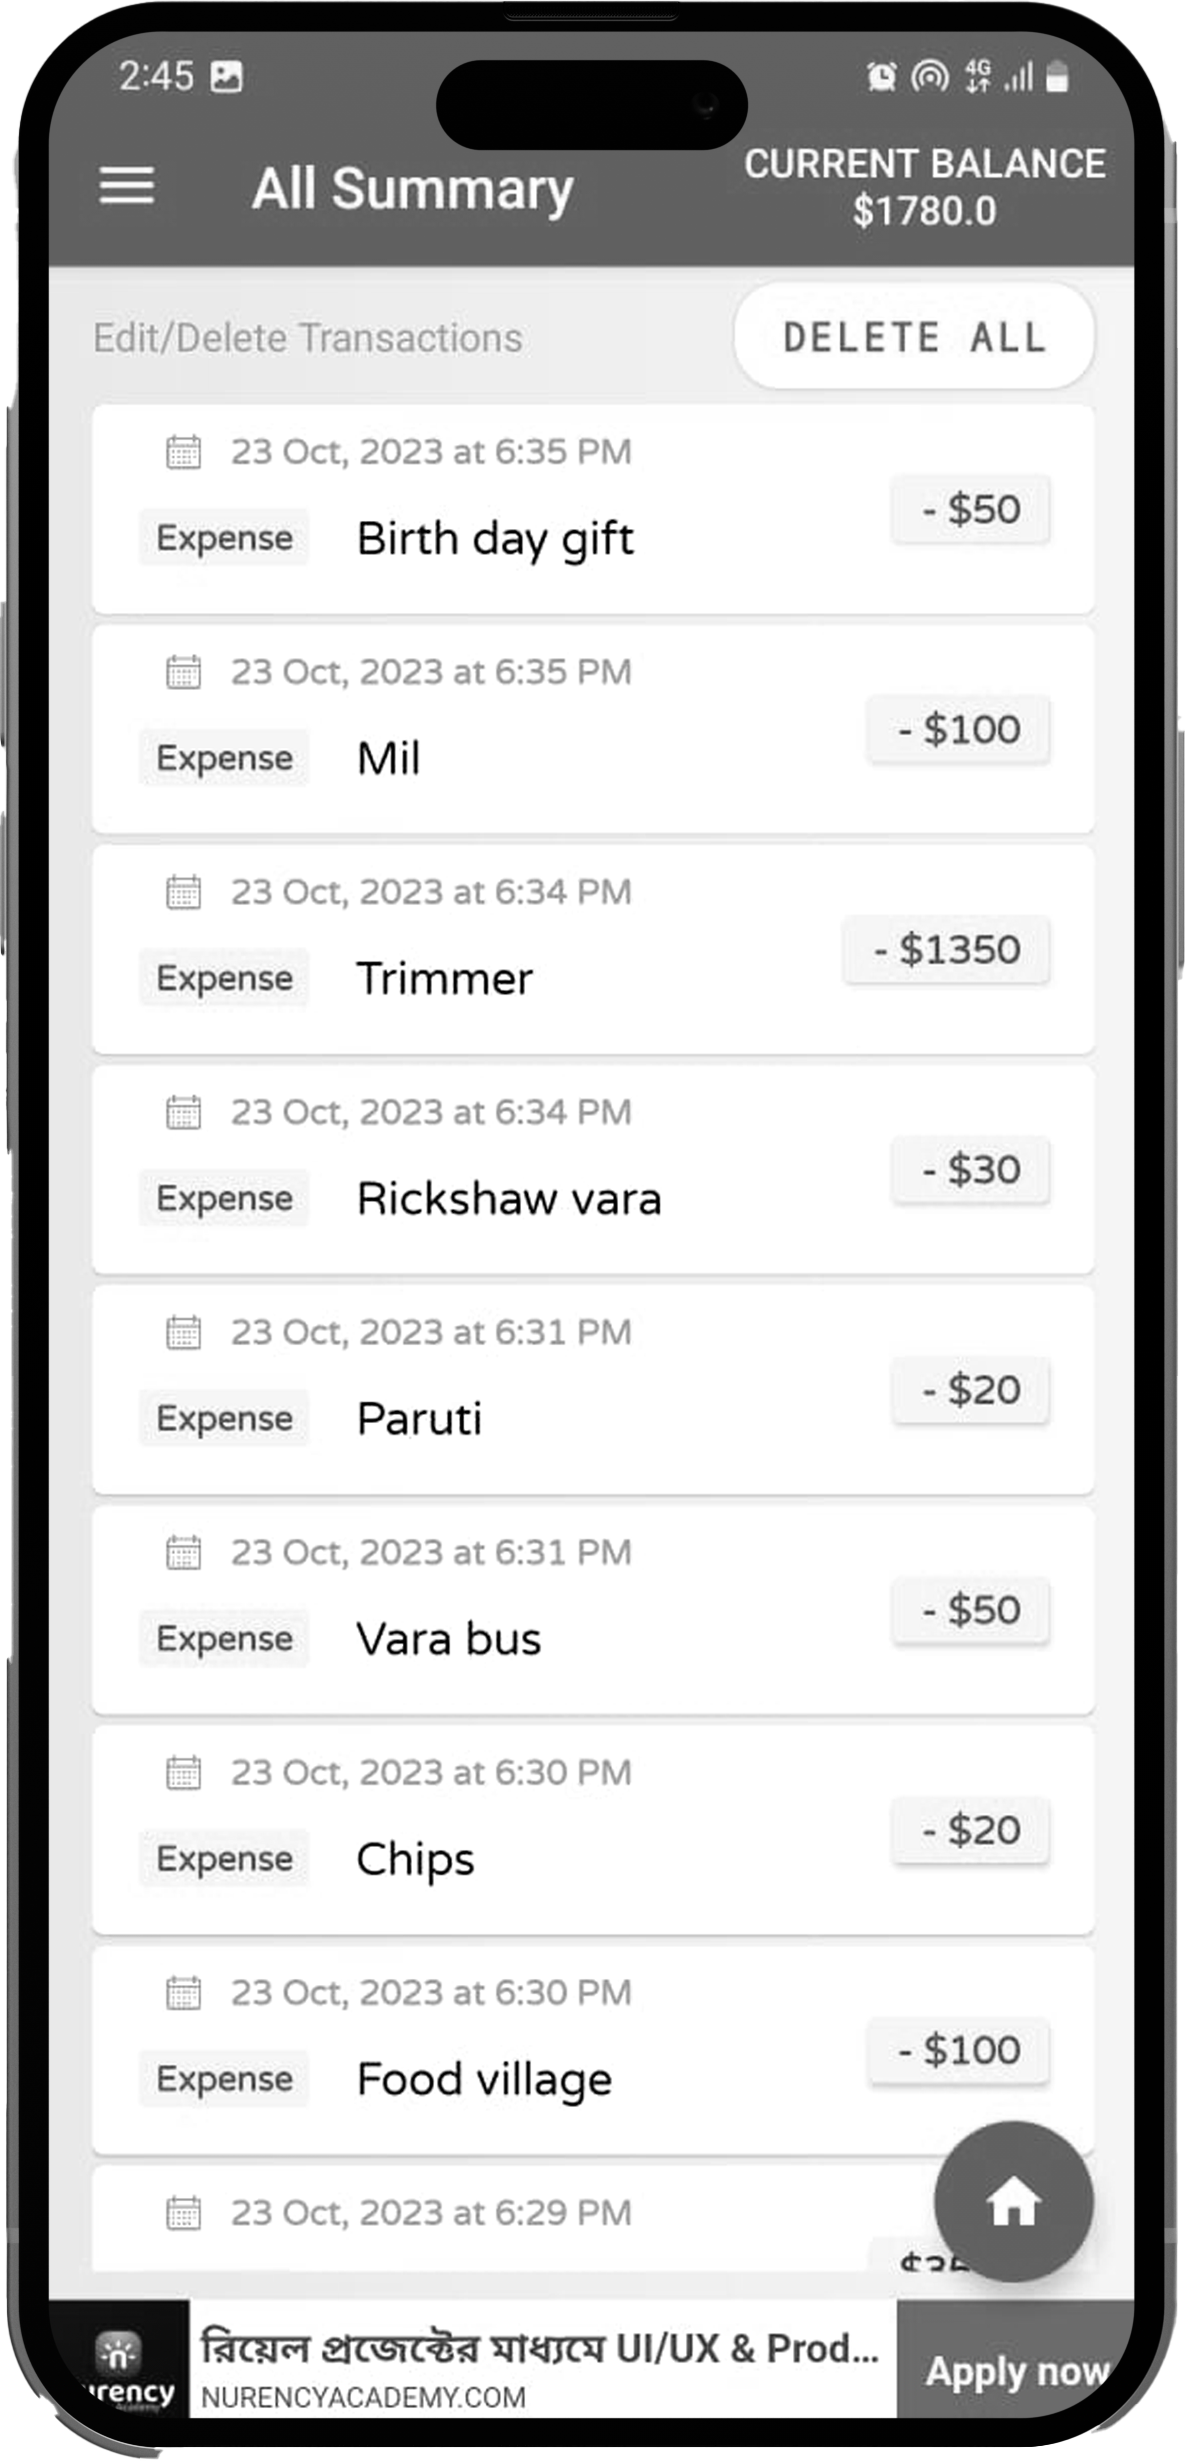 2:45
4G
All Summary
CURRENT BALANCE
$1780.0
Edit/Delete Transactions
DELETE ALL
23 Oct, 2023 at 6:35 PM
- $50
Expense Birth day gift
23 Oct, 2023 at 6:35 PM
- $100
Expense Mil
23 Oct, 2023 at 6:34 PM
- $1350
Expense Trimmer
23 Oct, 2023 at 6:34 PM
- $30
Expense Rickshaw vara
23 Oct, 2023 at 6:31 PM
- $20
Expense Paruti
23 Oct, 2023 at 6:31 PM
- $50
Expense Vara bus
23 Oct, 2023 at 6:30 PM
- $20
Expense Chips
23 Oct, 2023 at 6:30 PM
- $100
Expense Food village
23 Oct, 2023 at 6:29 PM
রিয়েল প্রজেক্টের মাধ্যমে UI/UX & Prod...
NURENCYACADEMY.COM
Apply now